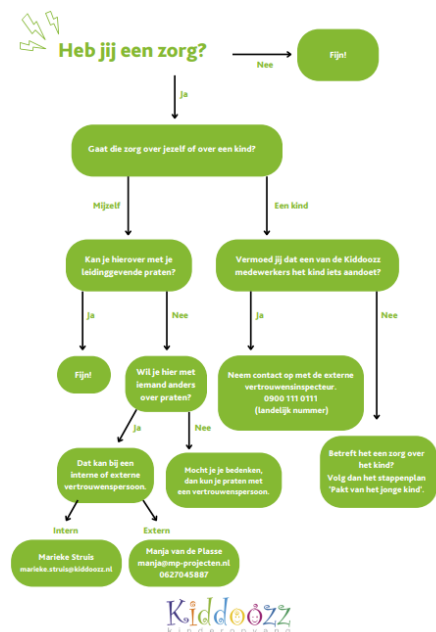 Heb jij een zorg?
Nee
Fijn!
Ja
Gaat die zorg over jezelf of over een kind?
Mijzelf
Een kind
Kan je hierover met je
leidinggevende praten?
Vermoed jij dat een van de Kiddoozz
medewerkers het kind iets aandoet?
Ja
Nee
Ja
Nee
Fijn!
Wil je hier met
iemand anders
over praten?
Neem contact op met de externe
vertrouwensinspecteur.
0900 111 0111
(landelijk nummer)
Ja
Nee
Dat kan bij een
interne of externe
vertrouwenspersoon.
Mocht je je bedenken,
dan kun je praten met
een vertrouwenspersoon.
Betreft het een zorg over
het kind?
Volg dan het stappenplan
'Pakt van het jonge kind'.
Intern
Extern
Marieke Struis
marieke.struis@kiddoozz.nl
Manja van de Plasse
manja@mp-projecten.nl
0627045887
Kiddoozz
kinderopvang